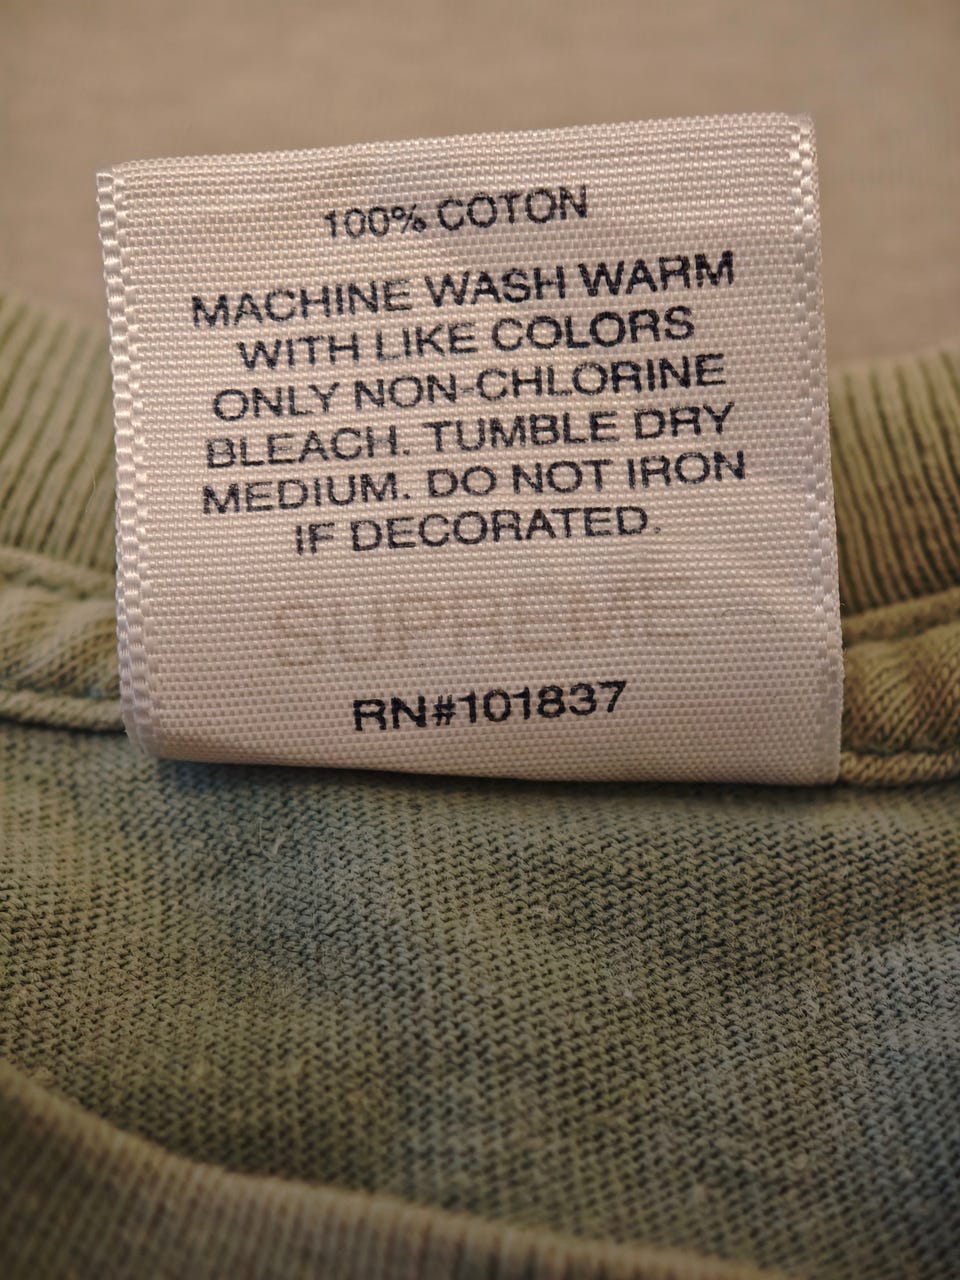 100% COTON
MACHINE WASH WARM
WITH LIKE COLORS
ONLY NON-CHLORINE
BLEACH. TUMBLE DRY
MEDIUM. DO NOT IRON
IF DECORATED.
SUPREME
RN#101837